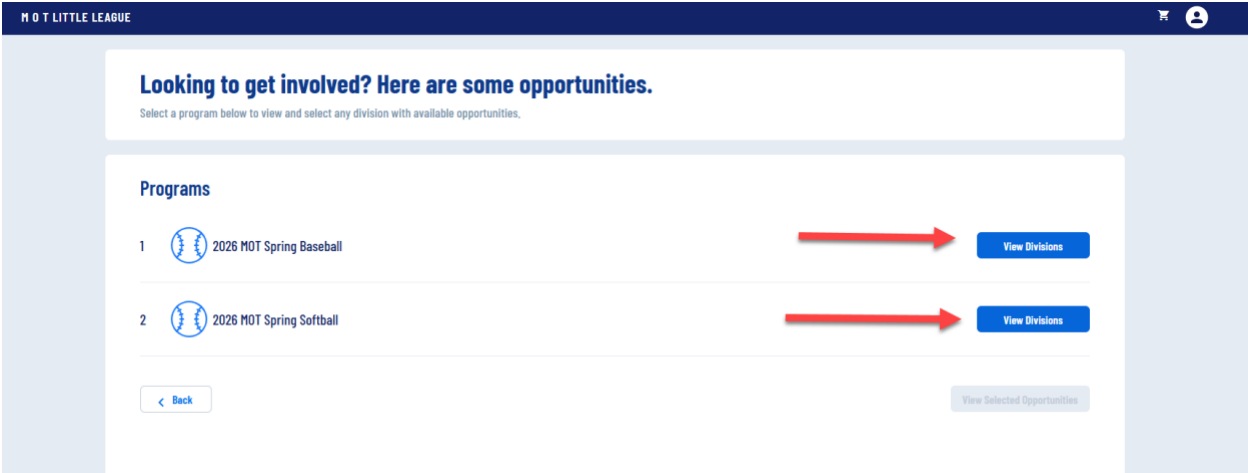 M O T LITTLE LEAGUE
Looking to get involved? Here are some opportunities.
Select a program below to view and select any division with available opportunities.
Programs
1 2026 MOT Spring Baseball View Divisions
2 2026 MOT Spring Softball View Divisions
Back View Selected Opportunities